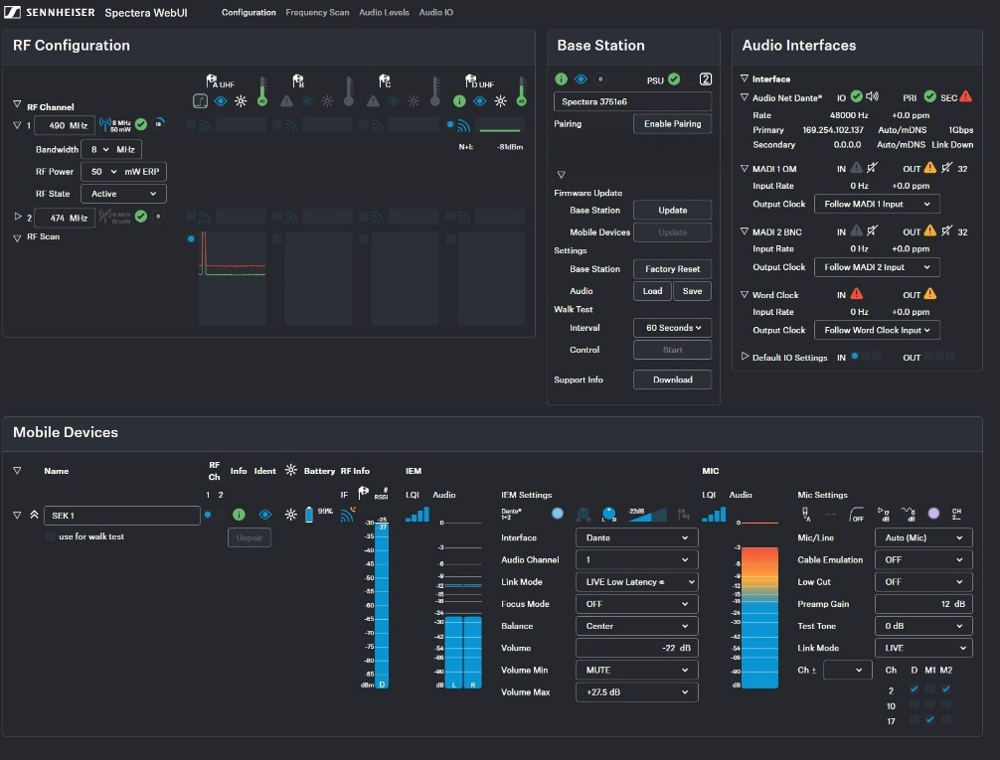 SENNHEISER Spectera WebUI Configuration Frequency Scan Audio Levels Audio IO
RF Configuration
A UHF B C D UHF
RF Channel
1 490 MHz 8 MHz 50 mW
N+I: -81dBm
Bandwidth 8 MHz
RF Power 50 mW ERP
RF State Active
2 474 MHz 8 MHz 10 mW
RF Scan
Base Station
PSU 2
Spectera 3751e6
Pairing Enable Pairing
Firmware Update
Base Station Update
Mobile Devices Update
Settings
Base Station Factory Reset
Audio Load Save
Walk Test
Interval 60 Seconds
Control Start
Support Info Download
Audio Interfaces
Interface
Audio Net Dante® IO PRI SEC
Rate 48000 Hz +0.0 ppm
Primary 169.254.102.137 Auto/mDNS 1Gbps
Secondary 0.0.0.0 Auto/mDNS Link Down
MADI 1 OM IN OUT 32
Input Rate 0 Hz +0.0 ppm
Output Clock Follow MADI 1 Input
MADI 2 BNC IN OUT 32
Input Rate 0 Hz +0.0 ppm
Output Clock Follow MADI 2 Input
Word Clock IN OUT
Input Rate 0 Hz +0.0 ppm
Output Clock Follow Word Clock Input
Default IO Settings IN OUT
Mobile Devices
Name RF Ch Info Ident Battery RF Info IEM MIC
1 2 IF # RSSI LQI Audio IEM Settings LQI Audio Mic Settings
SEK 1 99% Dante® 1+2 L R -22dB A OFF 12 dB 6 dB CH 2...
use for walk test Unpair
-30 -25
27
-35
-40
-45
-50
-55
-60
-65
-70
-75
-80
-85
dBm D
0
-3
-6
-9
-12
-15
-18
-24
-30
-42
-54
-66
-90
dB L R
Interface Dante
Audio Channel 1
Link Mode LIVE Low Latency
Focus Mode OFF
Balance Center
Volume -22 dB
Volume Min MUTE
Volume Max +27.5 dB
0
-3
-6
-9
-12
-15
-18
-24
-30
-42
-54
-66
-90
dB
Mic/Line Auto (Mic)
Cable Emulation OFF
Low Cut OFF
Preamp Gain 12 dB
Test Tone 0 dB
Link Mode LIVE
Ch ± Ch D M1 M2
2
10
17